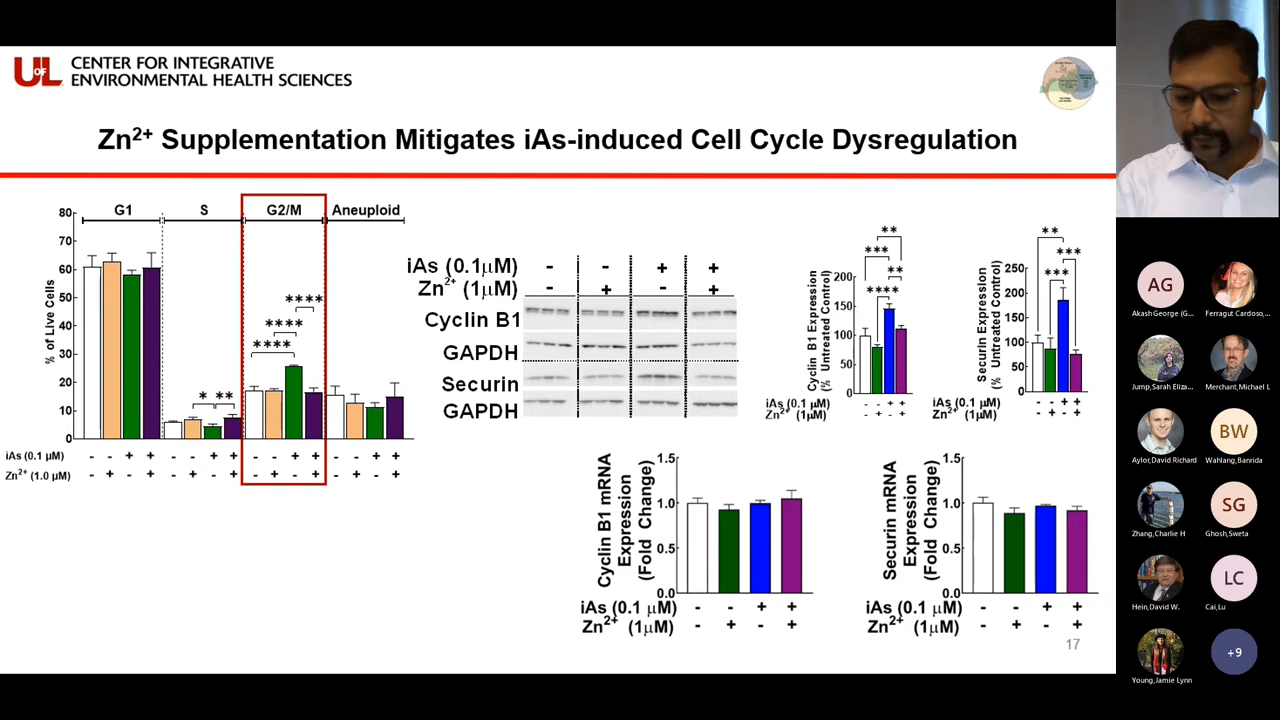 UofL
CENTER FOR INTEGRATIVE
ENVIRONMENTAL HEALTH SCIENCES
Zn²⁺ Supplementation Mitigates iAs-induced Cell Cycle Dysregulation
G1 S G2/M Aneuploid
% of Live Cells
80
70
60
50
40
30
20
10
0
**** **** ****
* **
iAs (0.1 µM) - - + + - - + + - - + + - - + +
Zn²⁺ (1.0 µM) - + - + - + - + - + - + - + - +
iAs (0.1µM) - - + +
Zn²⁺ (1µM) - + - +
Cyclin B1
GAPDH
Securin
GAPDH
Cyclin B1 Expression
(% Untreated Control)
200
150
100
50
0
**
***
**
****
iAs (0.1 µM) - - + +
Zn²⁺ (1µM) - + - +
Securin Expression
(% Untreated Control)
250
200
150
100
50
0
**
***
***
iAs (0.1 µM) - - + +
Zn²⁺ (1µM) - + - +
Cyclin B1 mRNA
Expression
(Fold Change)
1.5
1.0
0.5
0.0
iAs (0.1 µM) - - + +
Zn²⁺ (1µM) - + - +
Securin mRNA
Expression
(Fold Change)
1.5
1.0
0.5
0.0
iAs (0.1 µM) - - + +
Zn²⁺ (1µM) - + - +
17
AG
Akash George (G...
Ferragut Cardoso,...
Jump,Sarah Eliza...
Merchant,Michael L
Aylor,David Richard
BW
Wahlang,Banrida
Zhang,Charlie H
SG
Ghosh,Sweta
Hein,David W.
LC
Cai,Lu
Young,Jamie Lynn
+9